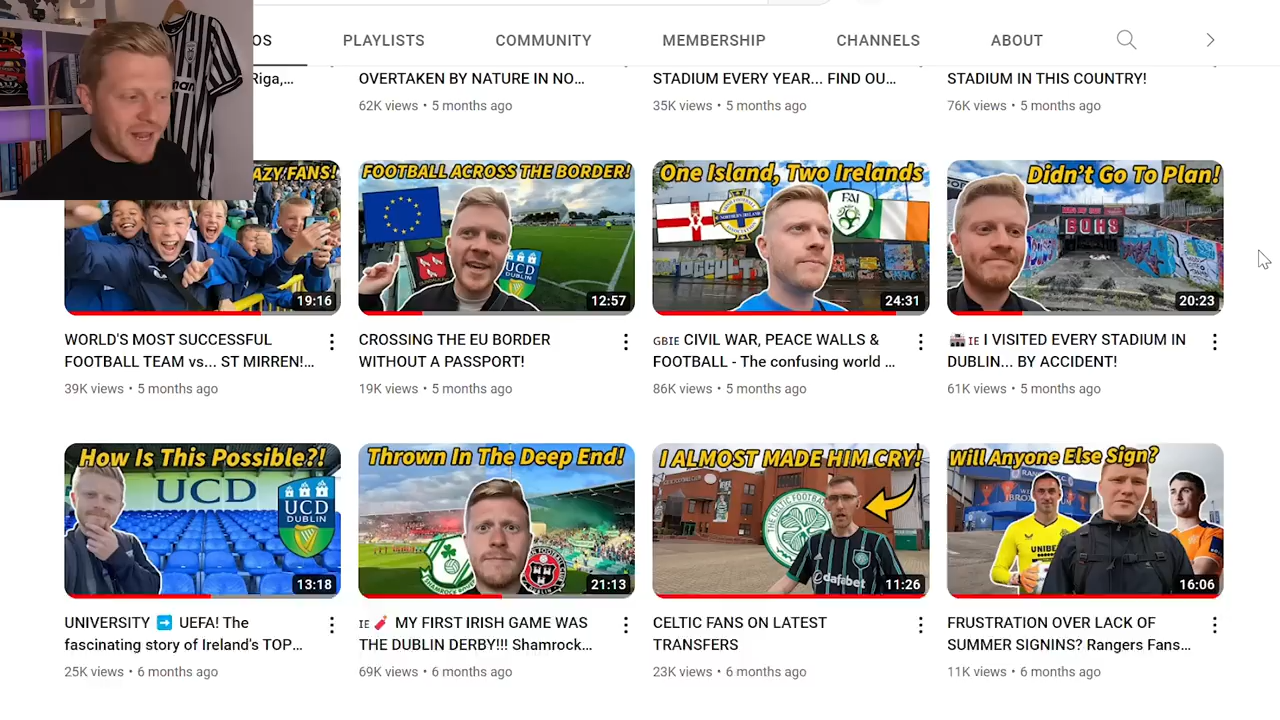 OS
PLAYLISTS
COMMUNITY
MEMBERSHIP
CHANNELS
ABOUT
Riga,...
OVERTAKEN BY NATURE IN NO...
STADIUM EVERY YEAR... FIND OU...
STADIUM IN THIS COUNTRY!
62K views • 5 months ago
35K views • 5 months ago
76K views • 5 months ago
AZY FANS!
19:16
FOOTBALL ACROSS THE BORDER!
UCD
DUBLIN
12:57
One Island, Two Irelands
FAI
24:31
Didn't Go To Plan!
BOHS
20:23
WORLD'S MOST SUCCESSFUL
FOOTBALL TEAM vs... ST MIRREN!...
39K views • 5 months ago
CROSSING THE EU BORDER
WITHOUT A PASSPORT!
19K views • 5 months ago
GBIE CIVIL WAR, PEACE WALLS &
FOOTBALL - The confusing world ...
86K views • 5 months ago
IE I VISITED EVERY STADIUM IN
DUBLIN... BY ACCIDENT!
61K views • 5 months ago
How Is This Possible?!
UCD
UCD
DUBLIN
13:18
Thrown In The Deep End!
21:13
I ALMOST MADE HIM CRY!
dafabet
11:26
Will Anyone Else Sign?
UNIBE
16:06
UNIVERSITY ➡ UEFA! The
fascinating story of Ireland's TOP...
25K views • 6 months ago
IE 🧨 MY FIRST IRISH GAME WAS
THE DUBLIN DERBY!!! Shamrock...
69K views • 6 months ago
CELTIC FANS ON LATEST
TRANSFERS
23K views • 6 months ago
FRUSTRATION OVER LACK OF
SUMMER SIGNINS? Rangers Fans...
11K views • 6 months ago